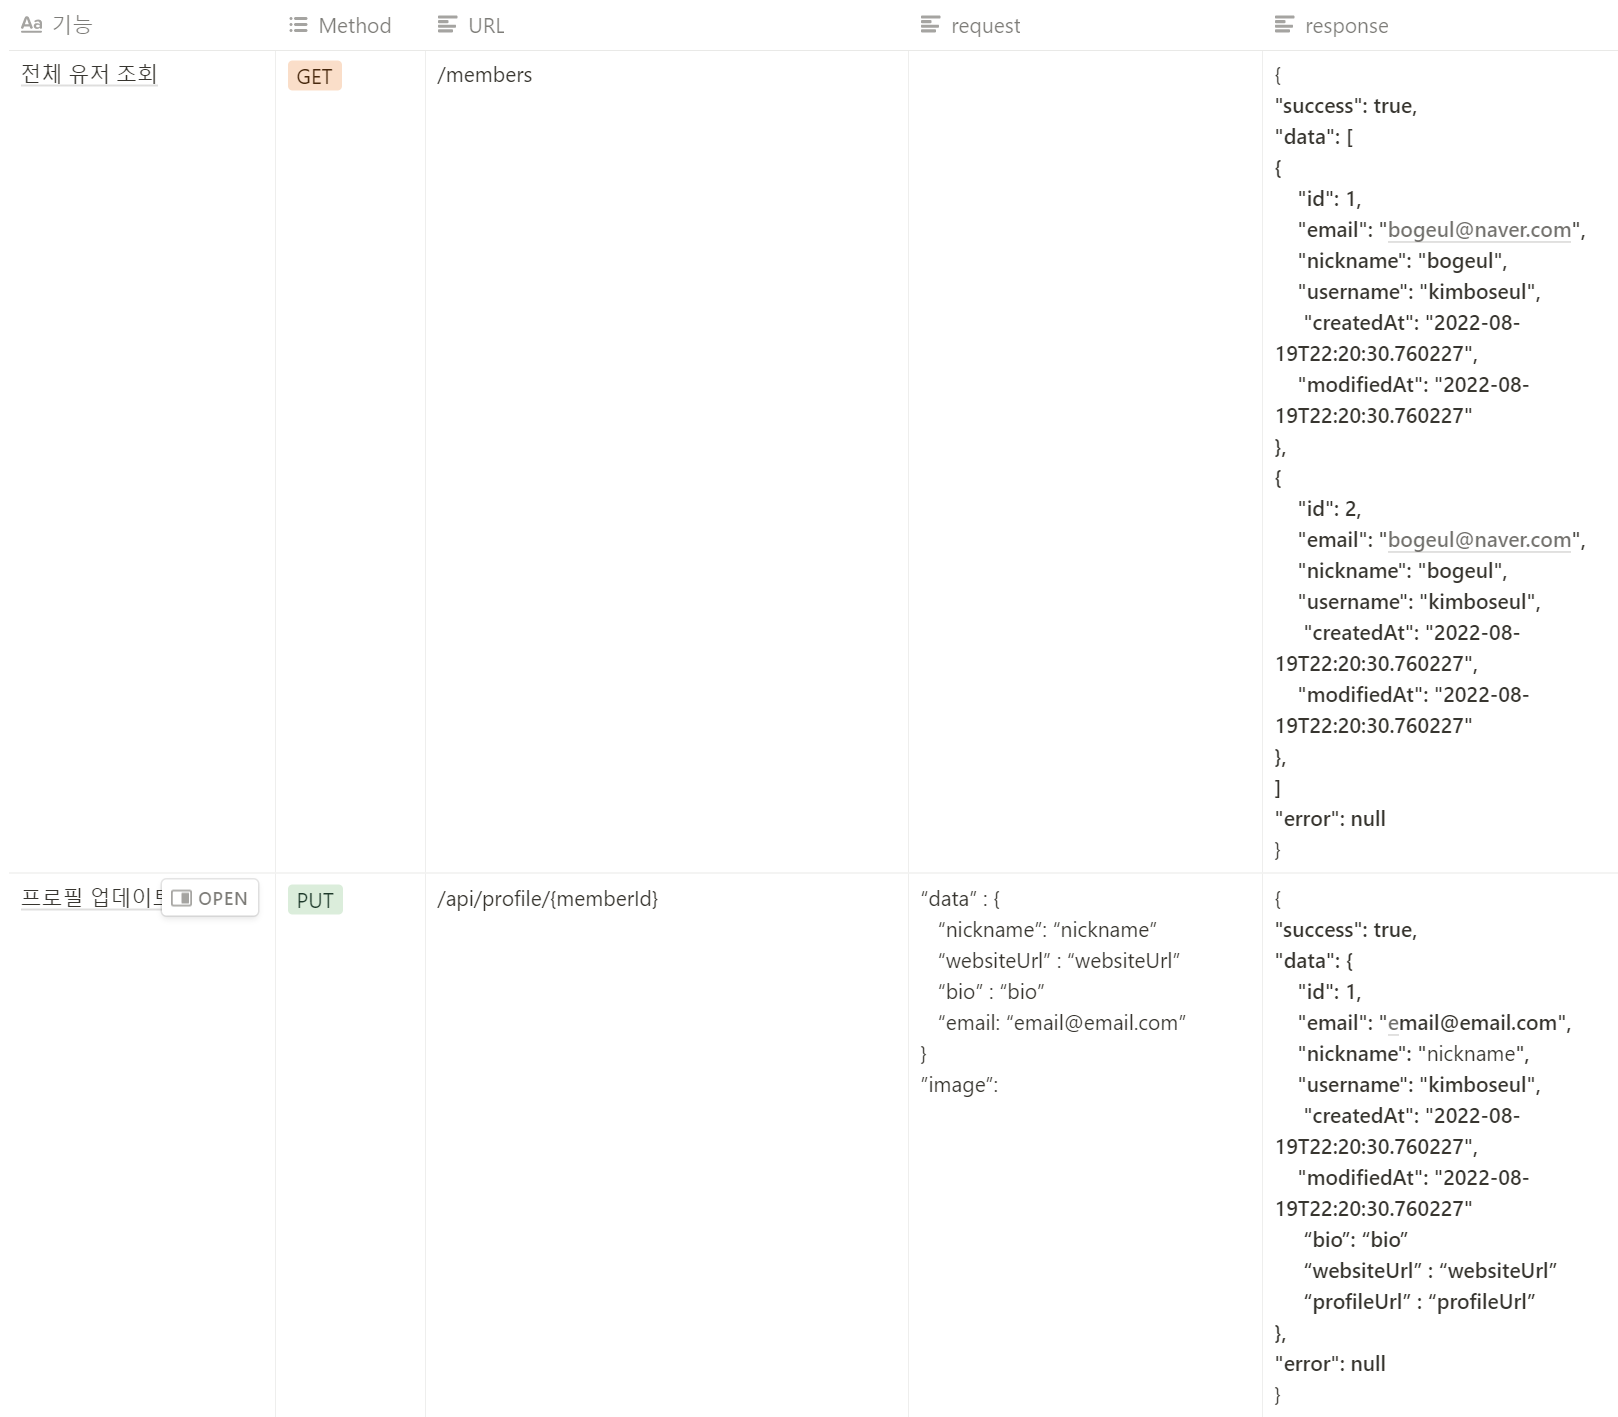 Aa 기능
Method
URL
request
response
전체 유저 조회
GET
/members
{
"success": true,
"data": [
{
"id": 1,
"email": "bogeul@naver.com",
"nickname": "bogeul",
"username": "kimboseul",
"createdAt": "2022-08-
19T22:20:30.760227",
"modifiedAt": "2022-08-
19T22:20:30.760227"
},
{
"id": 2,
"email": "bogeul@naver.com",
"nickname": "bogeul",
"username": "kimboseul",
"createdAt": "2022-08-
19T22:20:30.760227",
"modifiedAt": "2022-08-
19T22:20:30.760227"
},
]
"error": null
}
프로필 업데이트
OPEN
PUT
/api/profile/{memberId}
“data” : {
“nickname”: “nickname”
“websiteUrl” : “websiteUrl”
“bio” : “bio”
“email: “email@email.com”
}
”image”:
{
"success": true,
"data": {
"id": 1,
"email": "email@email.com",
"nickname": "nickname",
"username": "kimboseul",
"createdAt": "2022-08-
19T22:20:30.760227",
"modifiedAt": "2022-08-
19T22:20:30.760227"
“bio”: “bio”
“websiteUrl” : “websiteUrl”
“profileUrl” : “profileUrl”
},
"error": null
}